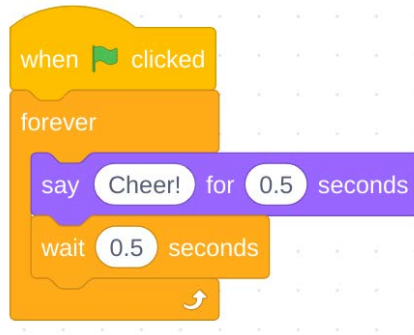 when clicked
forever
say Cheer! for 0.5 seconds
wait 0.5 seconds